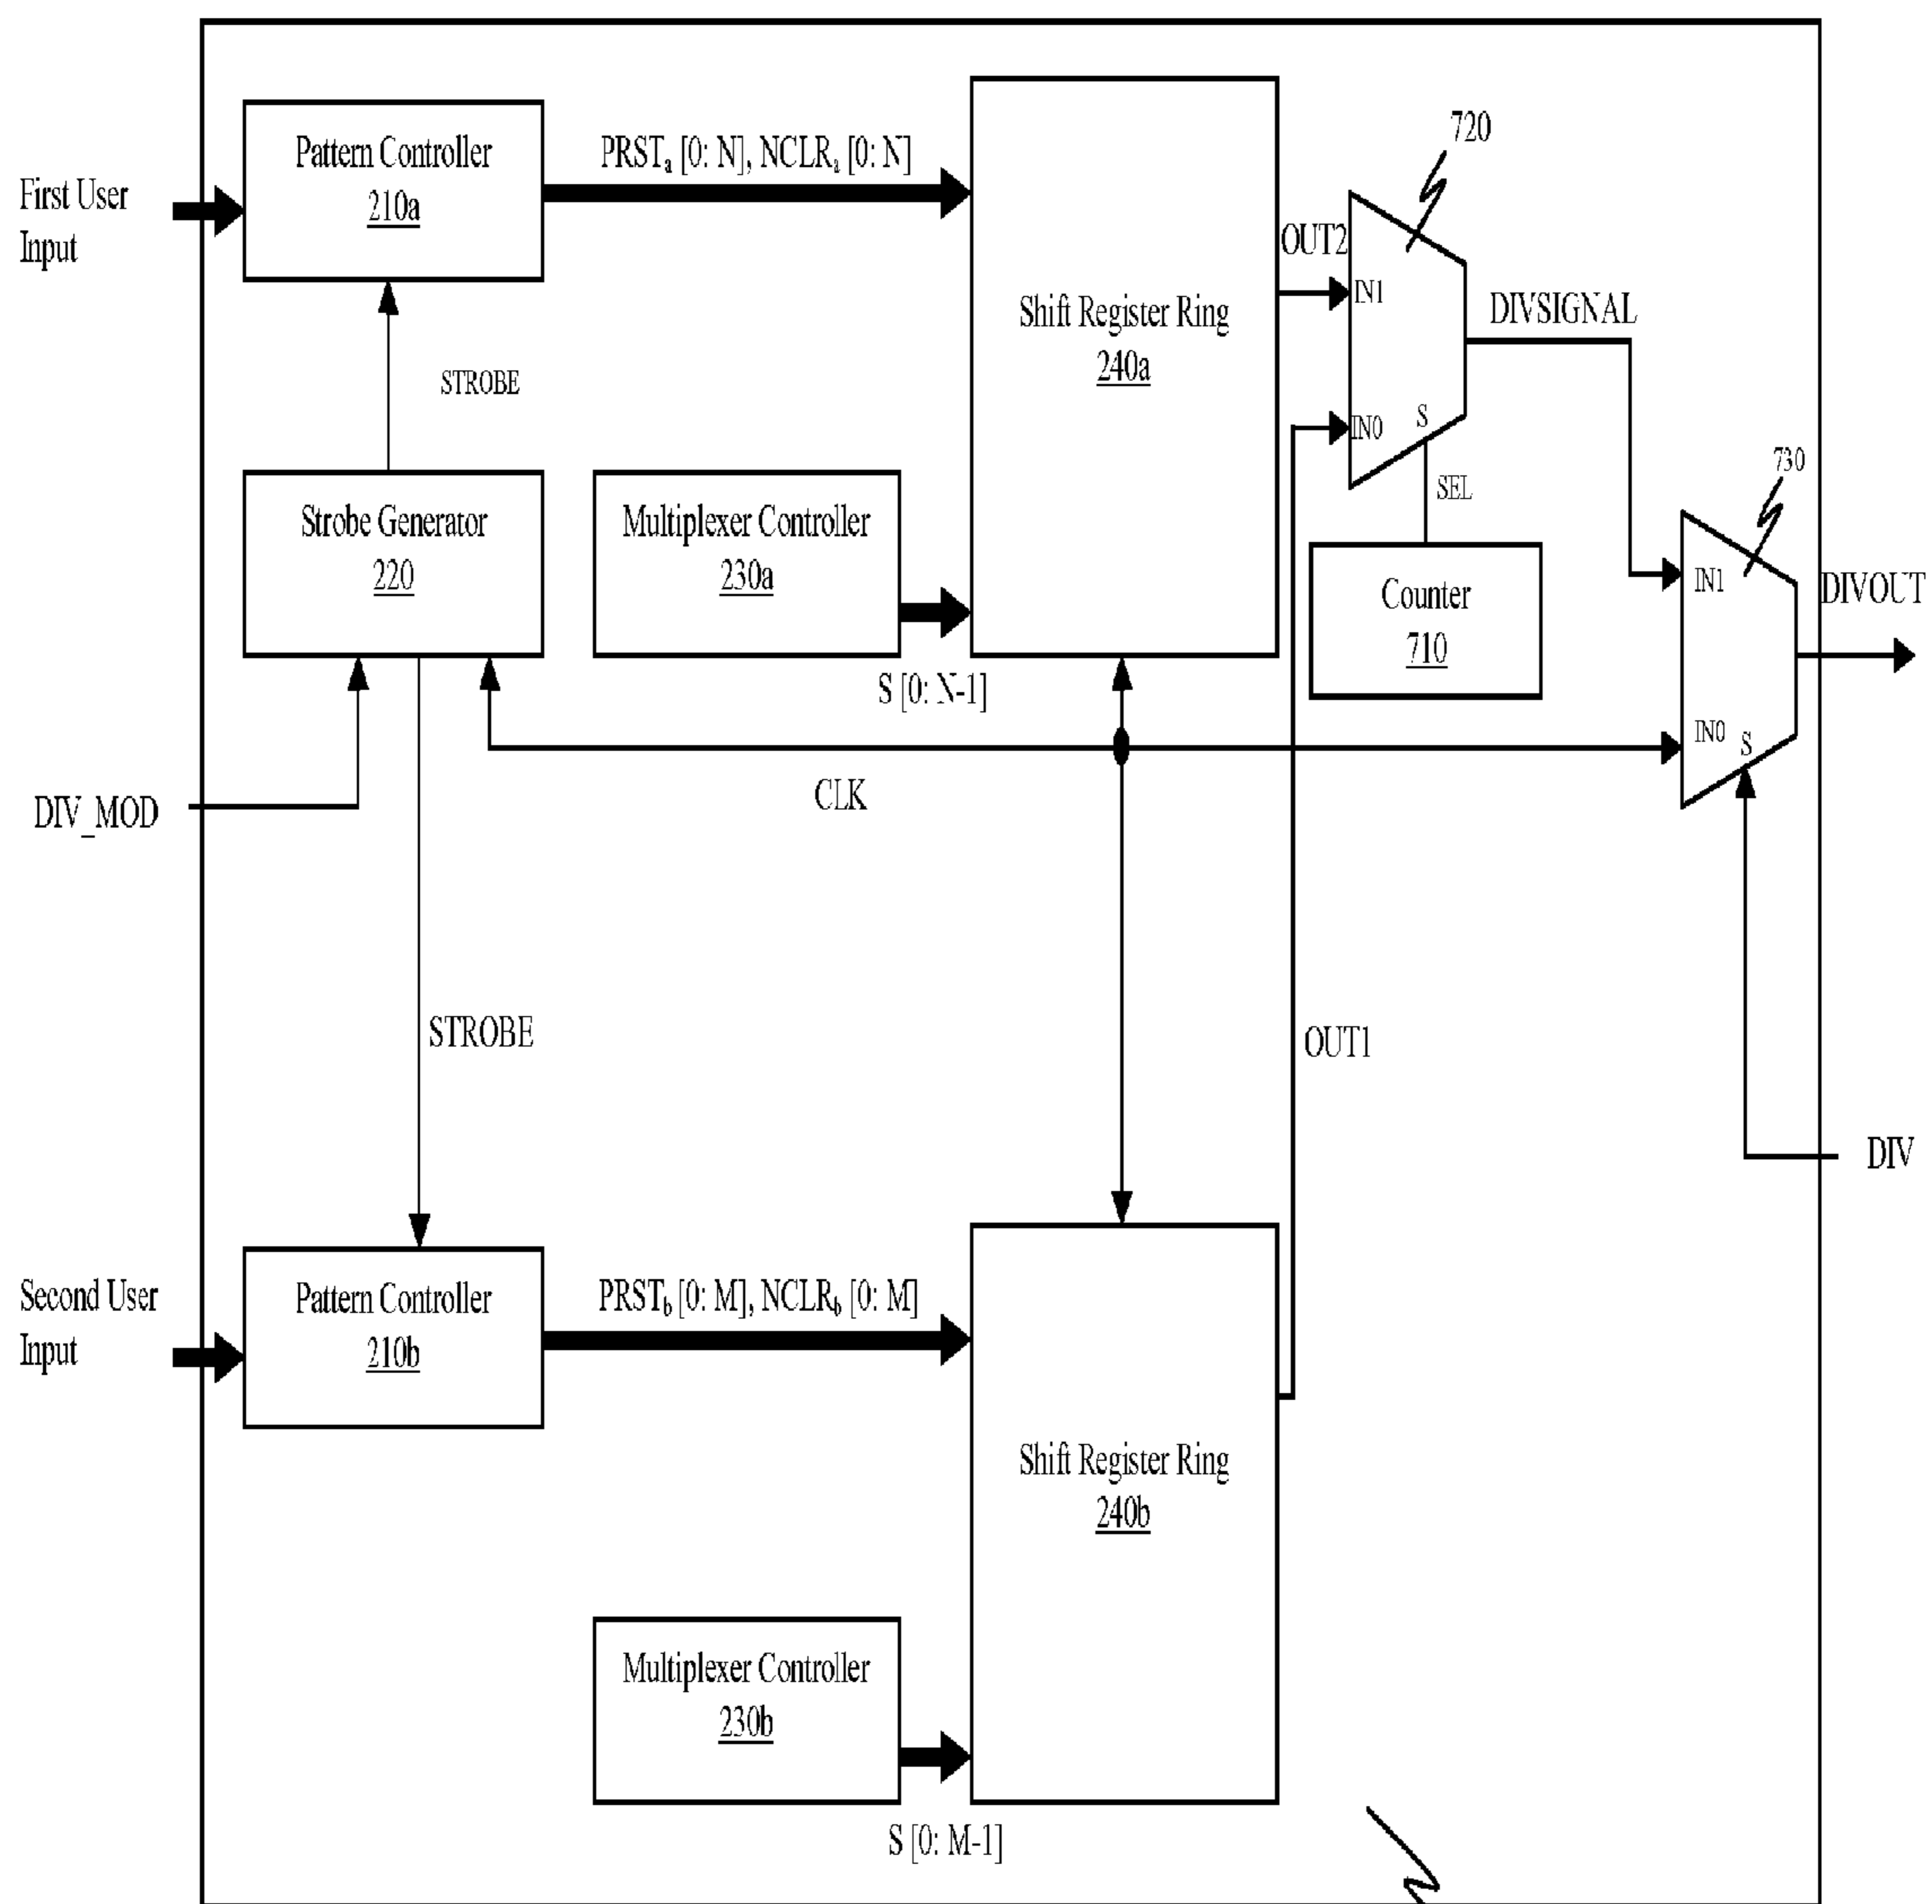 720
Pattern Controller
210a
PRSTa [0: N], NCLRa [0: N]
First User
Input
OUT2
IN1
Shift Register Ring
240a
DIVSIGNAL
STROBE
IN0
S
SEL
730
Strobe Generator
220
Multiplexer Controller
230a
IN1
Counter
710
DIVOUT
S [0: N-1]
IN0
S
DIV_MOD
CLK
STROBE
OUT1
DIV
Second User
Input
Pattern Controller
210b
PRSTb [0: M], NCLRb [0: M]
Shift Register Ring
240b
Multiplexer Controller
230b
S [0: M-1]